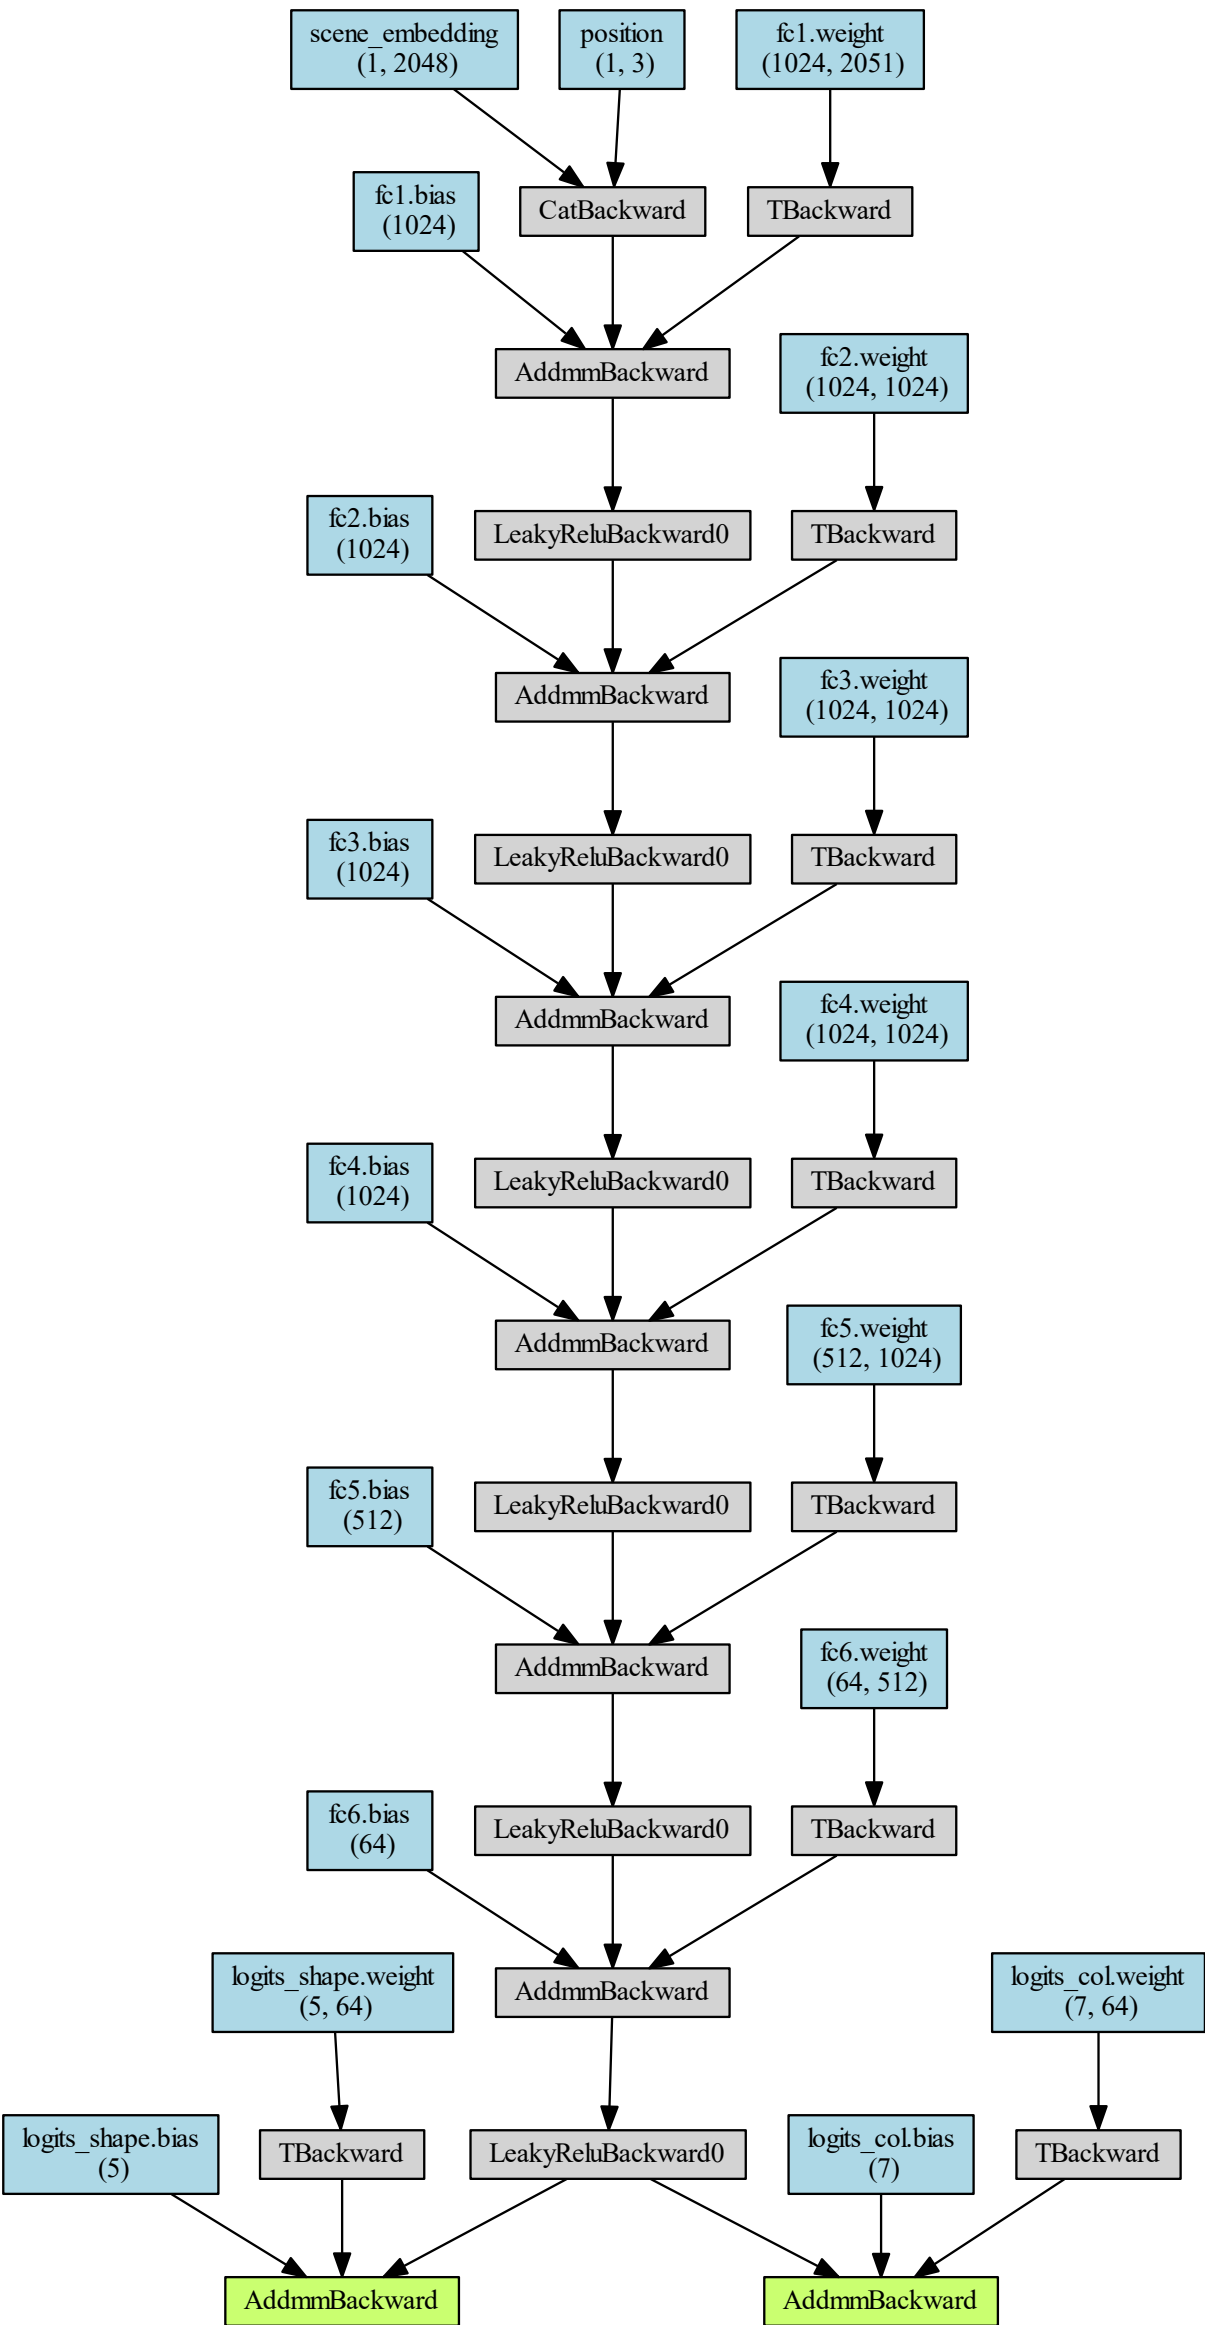 scene_embedding
(1, 2048)
position
(1, 3)
fc1.weight
(1024, 2051)
fc1.bias
(1024)
CatBackward
TBackward
AddmmBackward
fc2.weight
(1024, 1024)
fc2.bias
(1024)
LeakyReluBackward0
TBackward
AddmmBackward
fc3.weight
(1024, 1024)
fc3.bias
(1024)
LeakyReluBackward0
TBackward
AddmmBackward
fc4.weight
(1024, 1024)
fc4.bias
(1024)
LeakyReluBackward0
TBackward
AddmmBackward
fc5.weight
(512, 1024)
fc5.bias
(512)
LeakyReluBackward0
TBackward
AddmmBackward
fc6.weight
(64, 512)
fc6.bias
(64)
LeakyReluBackward0
TBackward
logits_shape.weight
(5, 64)
AddmmBackward
logits_col.weight
(7, 64)
logits_shape.bias
(5)
TBackward
LeakyReluBackward0
logits_col.bias
(7)
TBackward
AddmmBackward
AddmmBackward